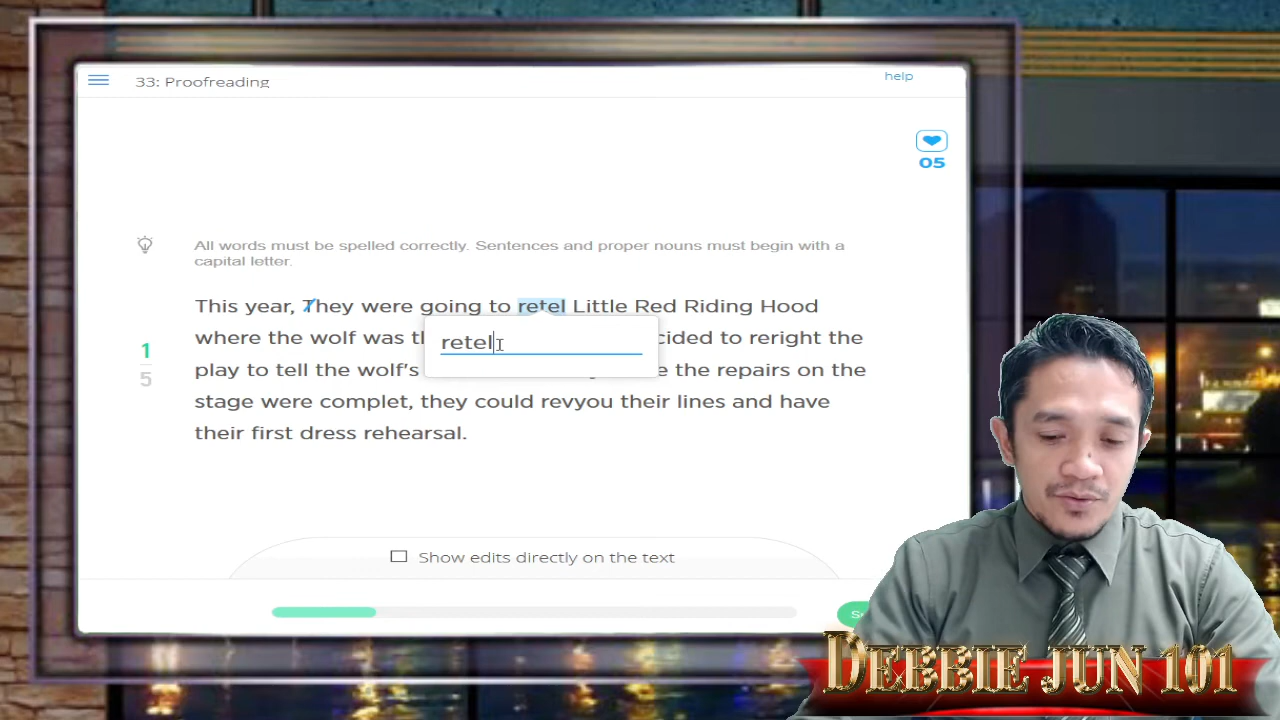 33: Proofreading
help
05
All words must be spelled correctly. Sentences and proper nouns must begin with a
capital letter.
This year, They were going to retel Little Red Riding Hood
where the wolf was cided to reright the
retel
play to tell the wolf's the repairs on the
stage were complet, they could revyou their lines and have
their first dress rehearsal.
1
5
Show edits directly on the text
DEBBIE JUN 101